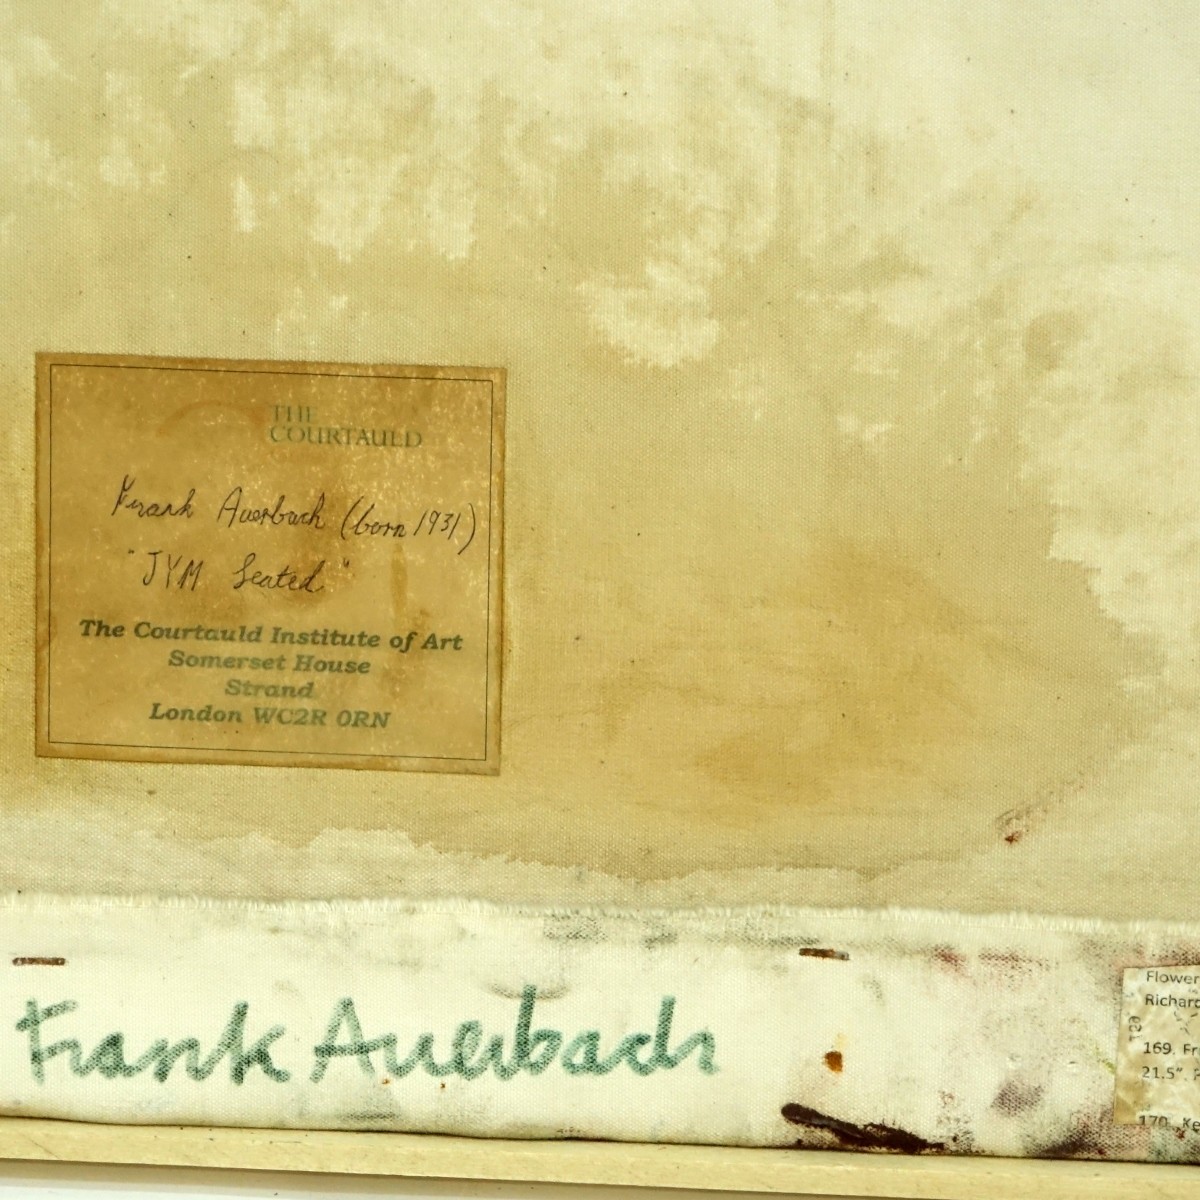 THE
COURTAULD
Frank Auerbach (born 1931)
"JYM Seated"
The Courtauld Institute of Art
Somerset House
Strand
London WC2R 0RN
Frank Auerbach
Flower
Richard
169. Fr
21.5".
170. Ke